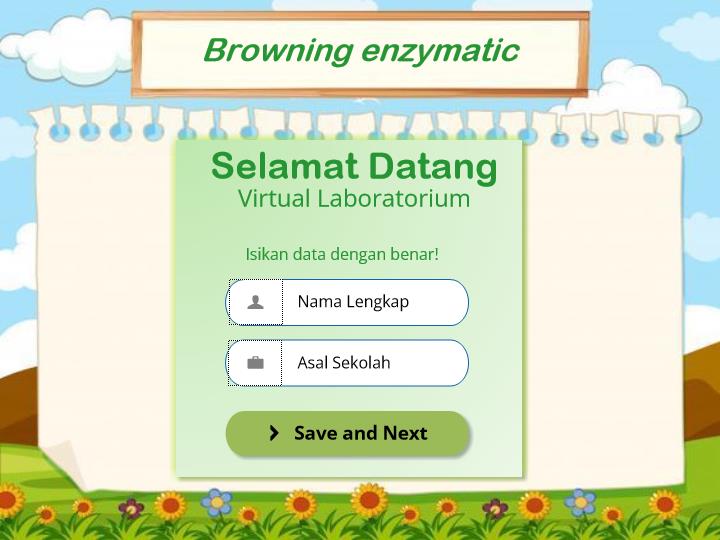 Browning enzymatic
Selamat Datang
Virtual Laboratorium
Isikan data dengan benar!
Nama Lengkap
Asal Sekolah
Save and Next